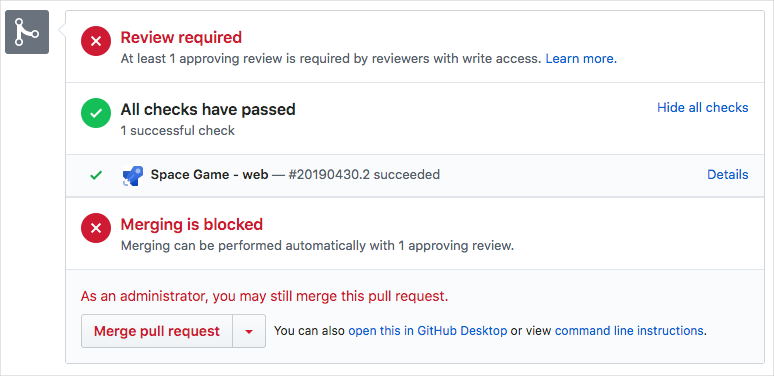 Review required
At least 1 approving review is required by reviewers with write access. Learn more.
All checks have passed
Hide all checks
1 successful check
Space Game - web — #20190430.2 succeeded
Details
Merging is blocked
Merging can be performed automatically with 1 approving review.
As an administrator, you may still merge this pull request.
Merge pull request
You can also open this in GitHub Desktop or view command line instructions.